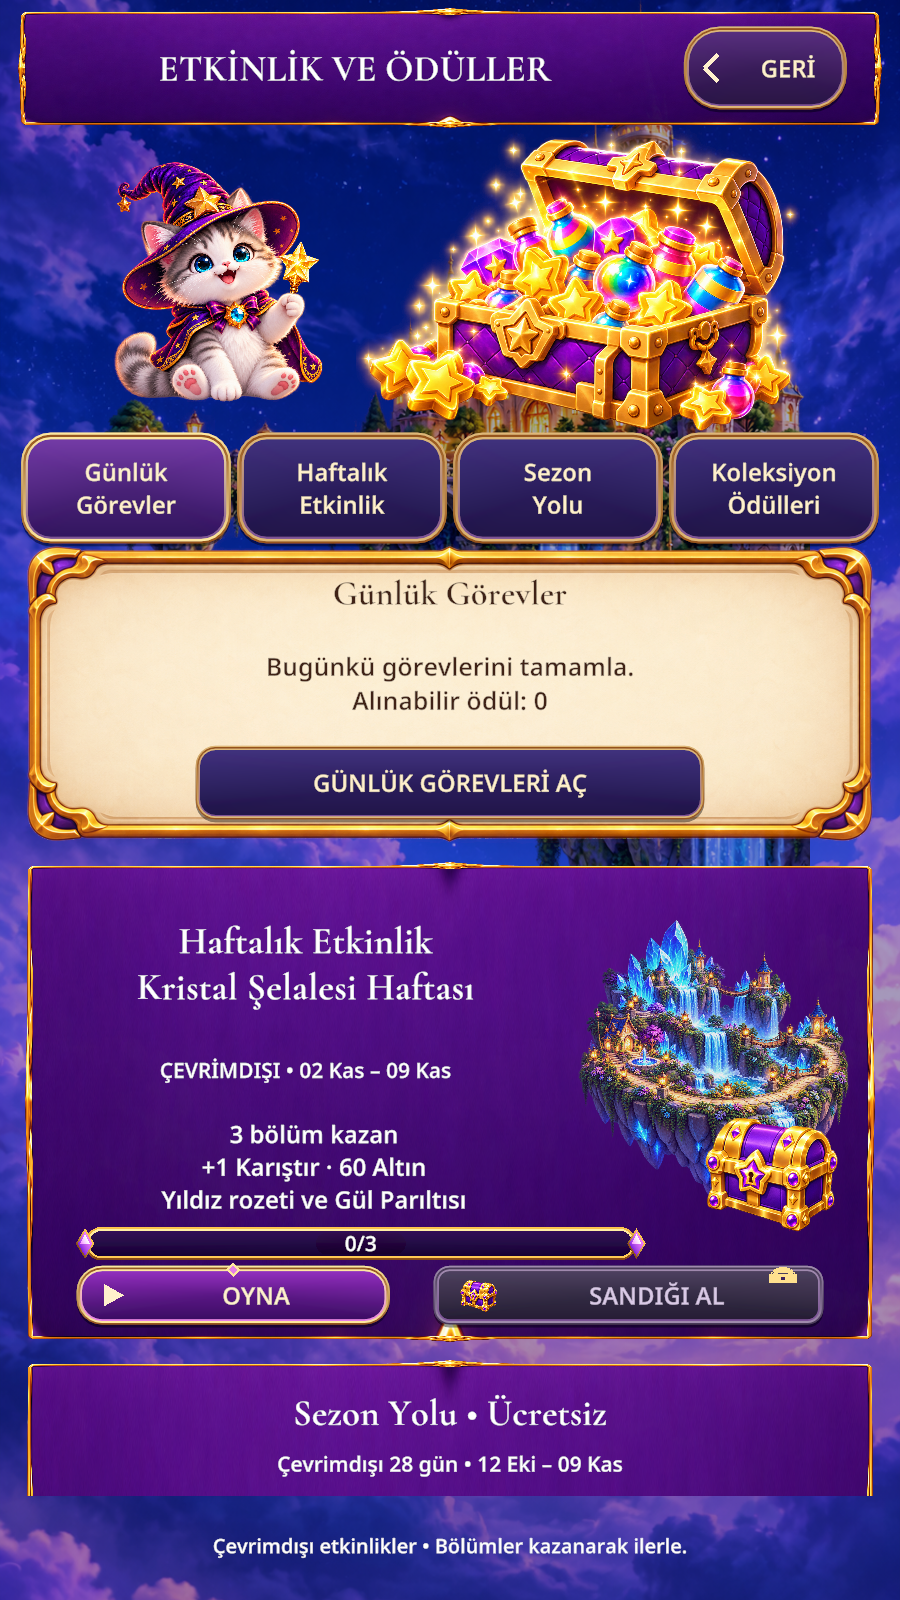 ETKİNLİK VE ÖDÜLLER
GERİ
Günlük
Görevler
Haftalık
Etkinlik
Sezon
Yolu
Koleksiyon
Ödülleri
Günlük Görevler
Bugünkü görevlerini tamamla.
Alınabilir ödül: 0
GÜNLÜK GÖREVLERİ AÇ
Haftalık Etkinlik
Kristal Şelalesi Haftası
ÇEVRİMDIŞI • 02 Kas – 09 Kas
3 bölüm kazan
+1 Karıştır · 60 Altın
Yıldız rozeti ve Gül Parıltısı
0/3
OYNA
SANDIĞI AL
Sezon Yolu • Ücretsiz
Çevrimdışı 28 gün • 12 Eki – 09 Kas
Çevrimdışı etkinlikler • Bölümler kazanarak ilerle.